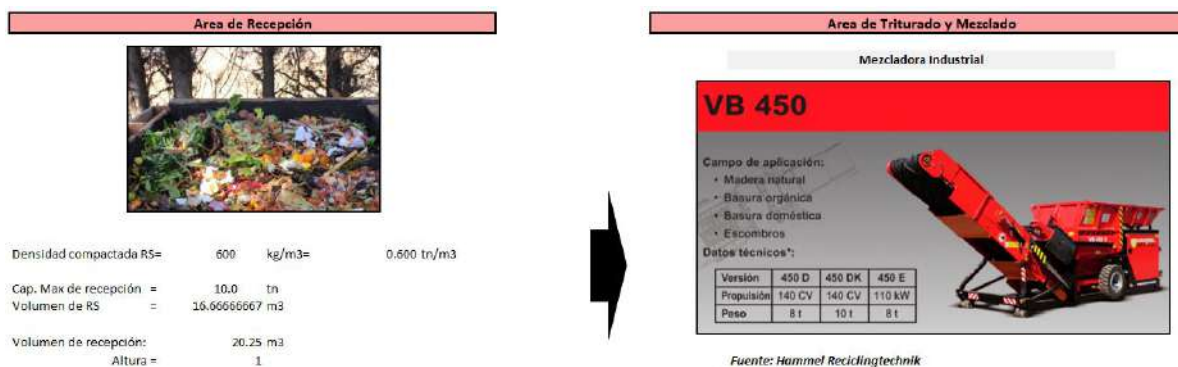 Area de Recepción
Densidad compactada RS= 600 kg/m3= 0.600 tn/m3
Cap. Max de recepción = 10.0 tn
Volumen de RS = 16.66666667 m3
Volumen de recepción: 20.25 m3
Altura = 1
Area de Triturado y Mezclado
Mezcladora Industrial
VB 450
Campo de aplicación:
• Madera natural
• Basura orgánica
• Basura doméstica
• Escombros
Datos técnicos*:
Versión 450 D 450 DK 450 E
Propulsión 140 CV 140 CV 110 kW
Peso 8 t 10 t 8 t
Fuente: Hammel Reciclingtechnik